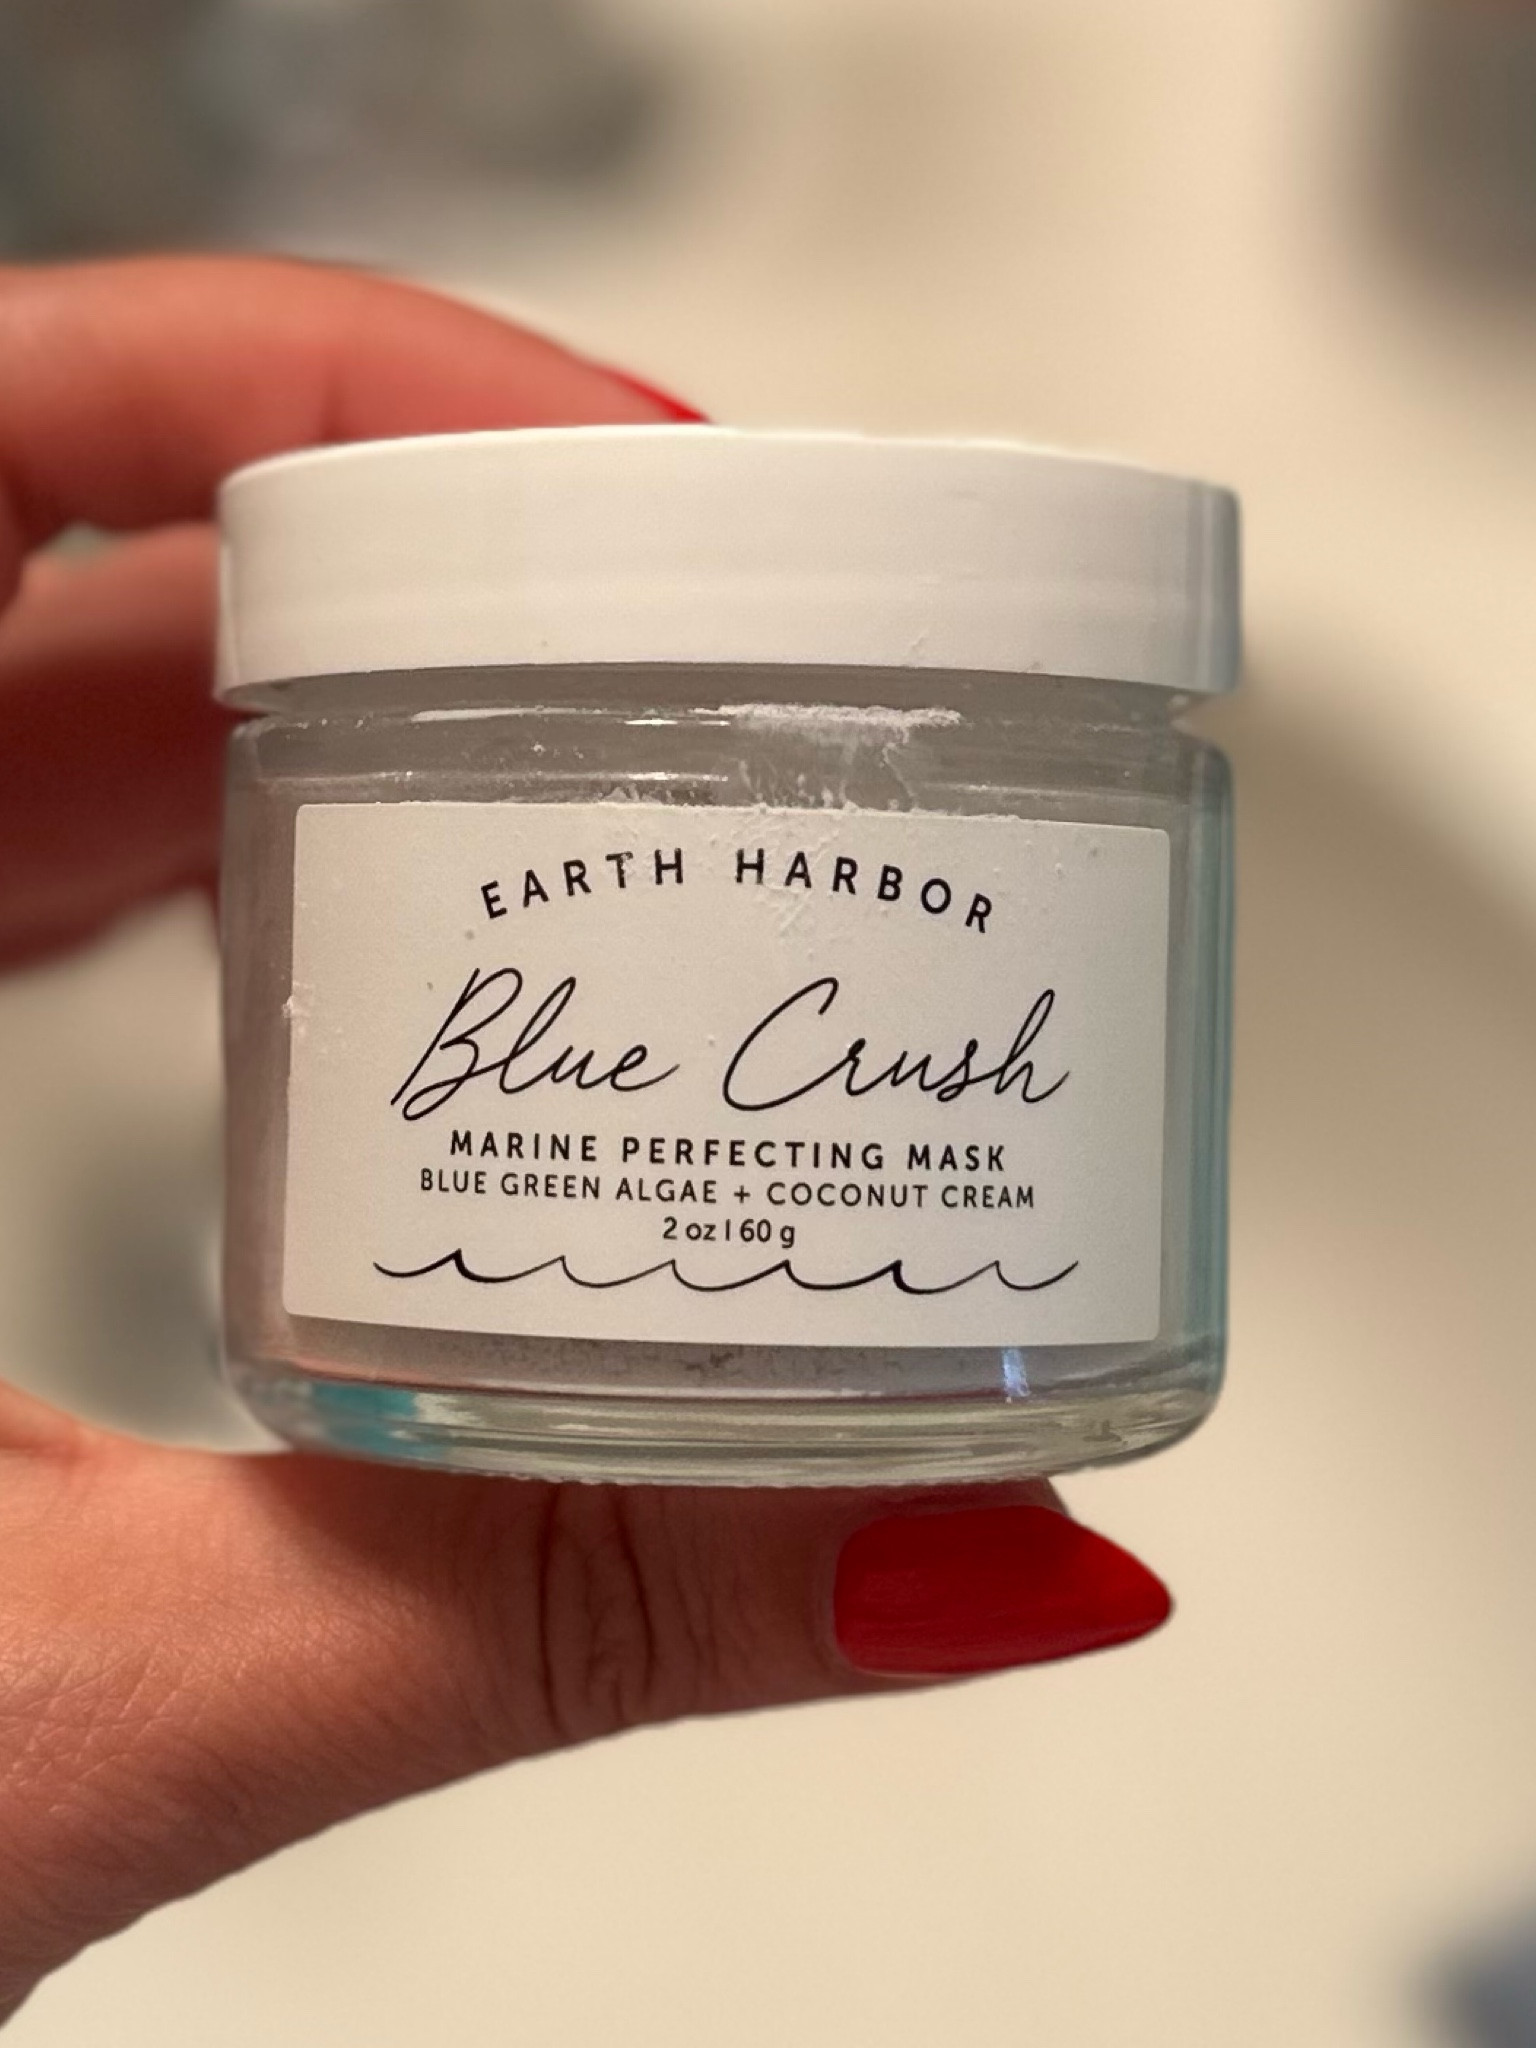 EARTH HARBOR
Blue Crush
MARINE PERFECTING MASK
BLUE GREEN ALGAE + COCONUT CREAM
2 oz | 60 g